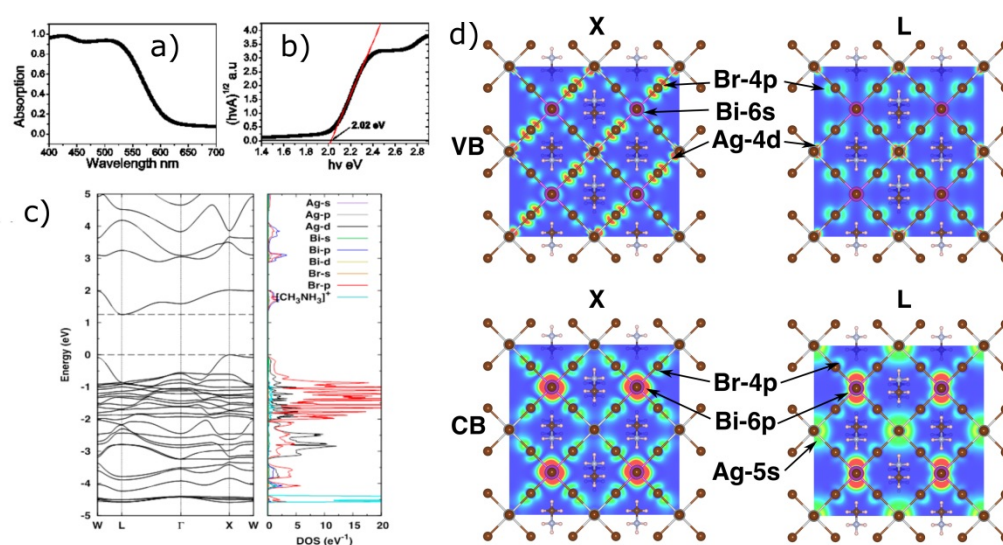 a)
1.0
0.8
0.6
0.4
0.2
0.0
Absorption
400
500
600
700
Wavelength nm
b)
4.0
3.5
3.0
2.5
2.0
1.5
1.0
0.5
0.0
(hvA)^1/2 a.u
2.02 eV
1.4
1.6
1.8
2.0
2.2
2.4
2.6
2.8
hv eV
c)
5
4
3
2
1
0
-1
-2
-3
-4
-5
Energy (eV)
W
L
Γ
X
W
Ag-s
Ag-p
Ag-d
Bi-s
Bi-p
Bi-d
Br-s
Br-p
[CH3NH3]+
0
5
10
15
20
DOS (eV⁻¹)
d)
X
L
VB
Br-4p
Bi-6s
Ag-4d
X
L
CB
Br-4p
Bi-6p
Ag-5s